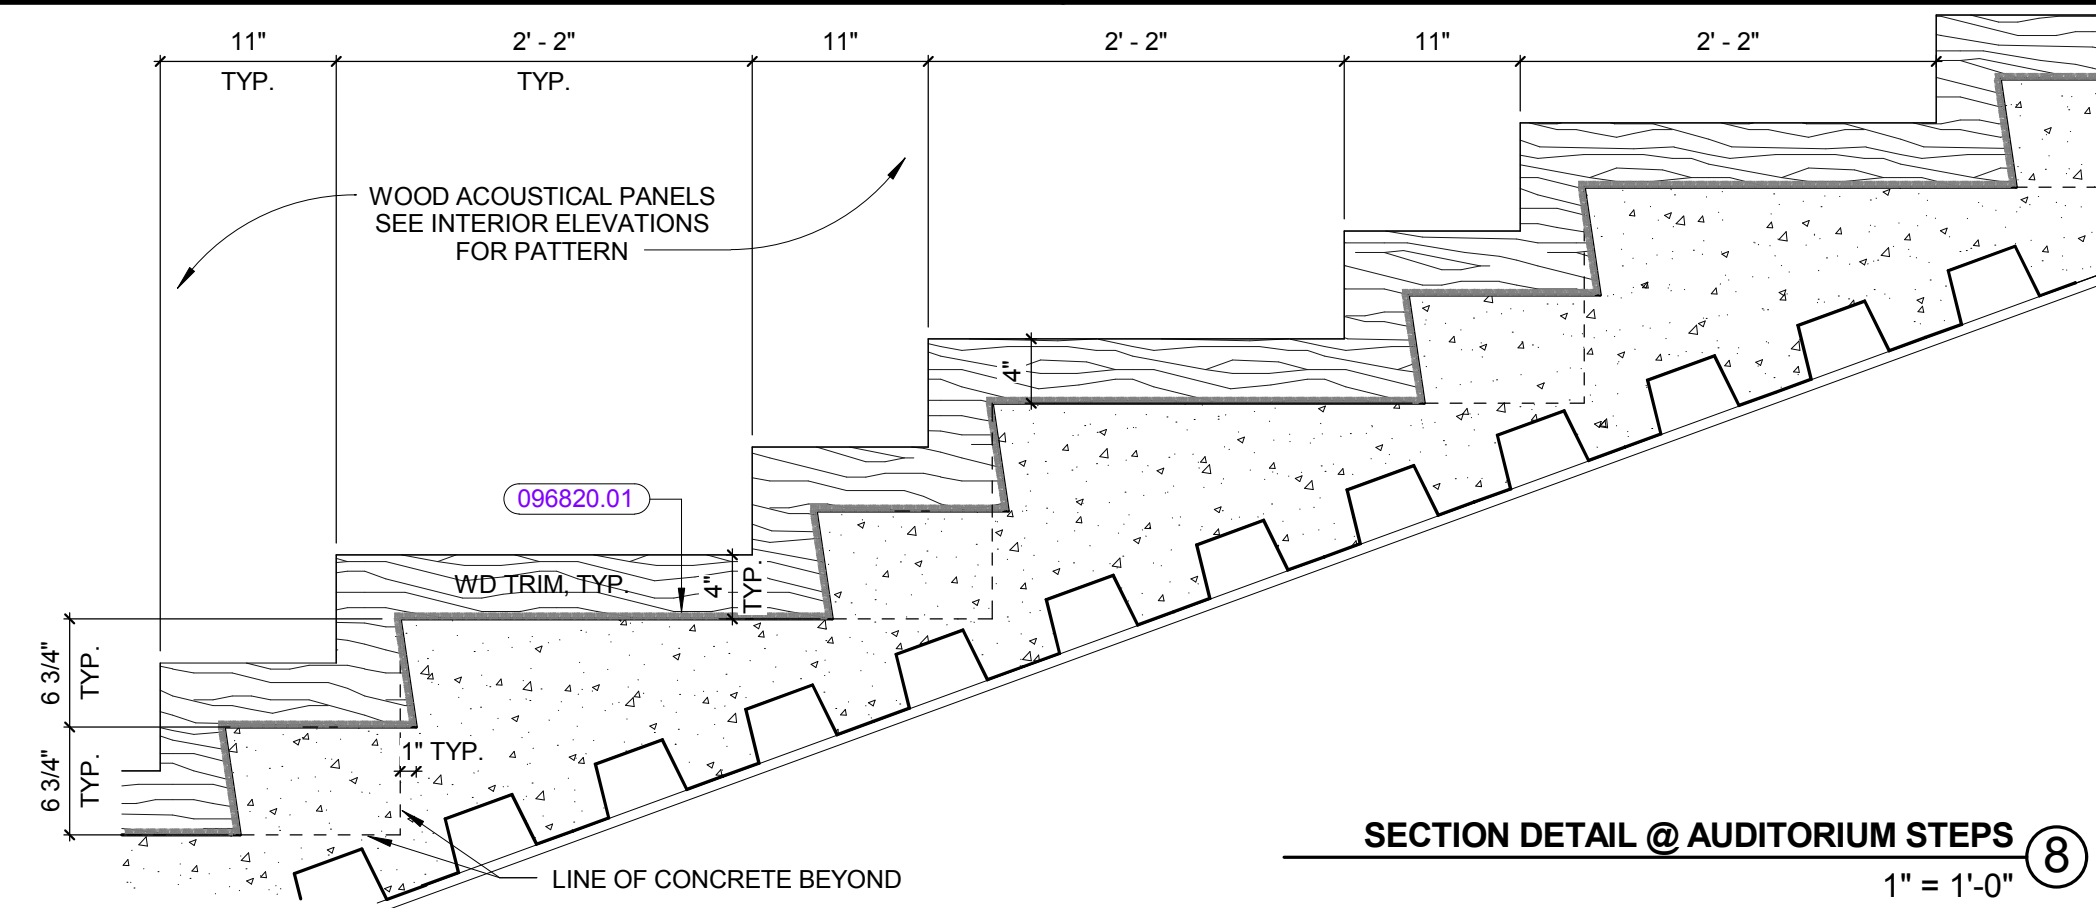 11" 2' - 2" 11" 2' - 2" 11" 2' - 2"
TYP. TYP.
WOOD ACOUSTICAL PANELS
SEE INTERIOR ELEVATIONS
FOR PATTERN
4"
096820.01
WD TRIM, TYP.
4"
TYP.
6 3/4"
TYP.
6 3/4"
TYP.
1" TYP.
LINE OF CONCRETE BEYOND
SECTION DETAIL @ AUDITORIUM STEPS
8
1" = 1'-0"